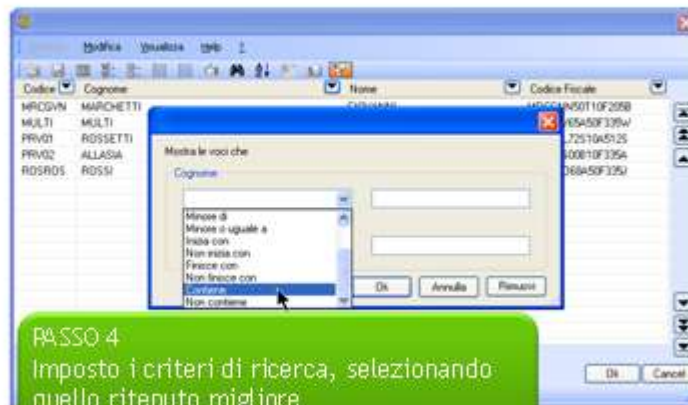 Modifica Visualizza Web ?
Codice Cognome Nome Codice Fiscale
MRCGVN MARCHETTI
MULTI MULTI
PRV01 ROSSETTI
PRV02 ALLASIA
ROSROS ROSSI
Mostra le voci che
Cognome
Minore di
Minore o uguale a
Inizia con
Non inizia con
Finisce con
Non finisce con
Contiene
Non contiene
Ok Annulla Rimuovi
PASSO 4
Imposto i criteri di ricerca, selezionando
quello ritenuto migliore
Ok Cancel